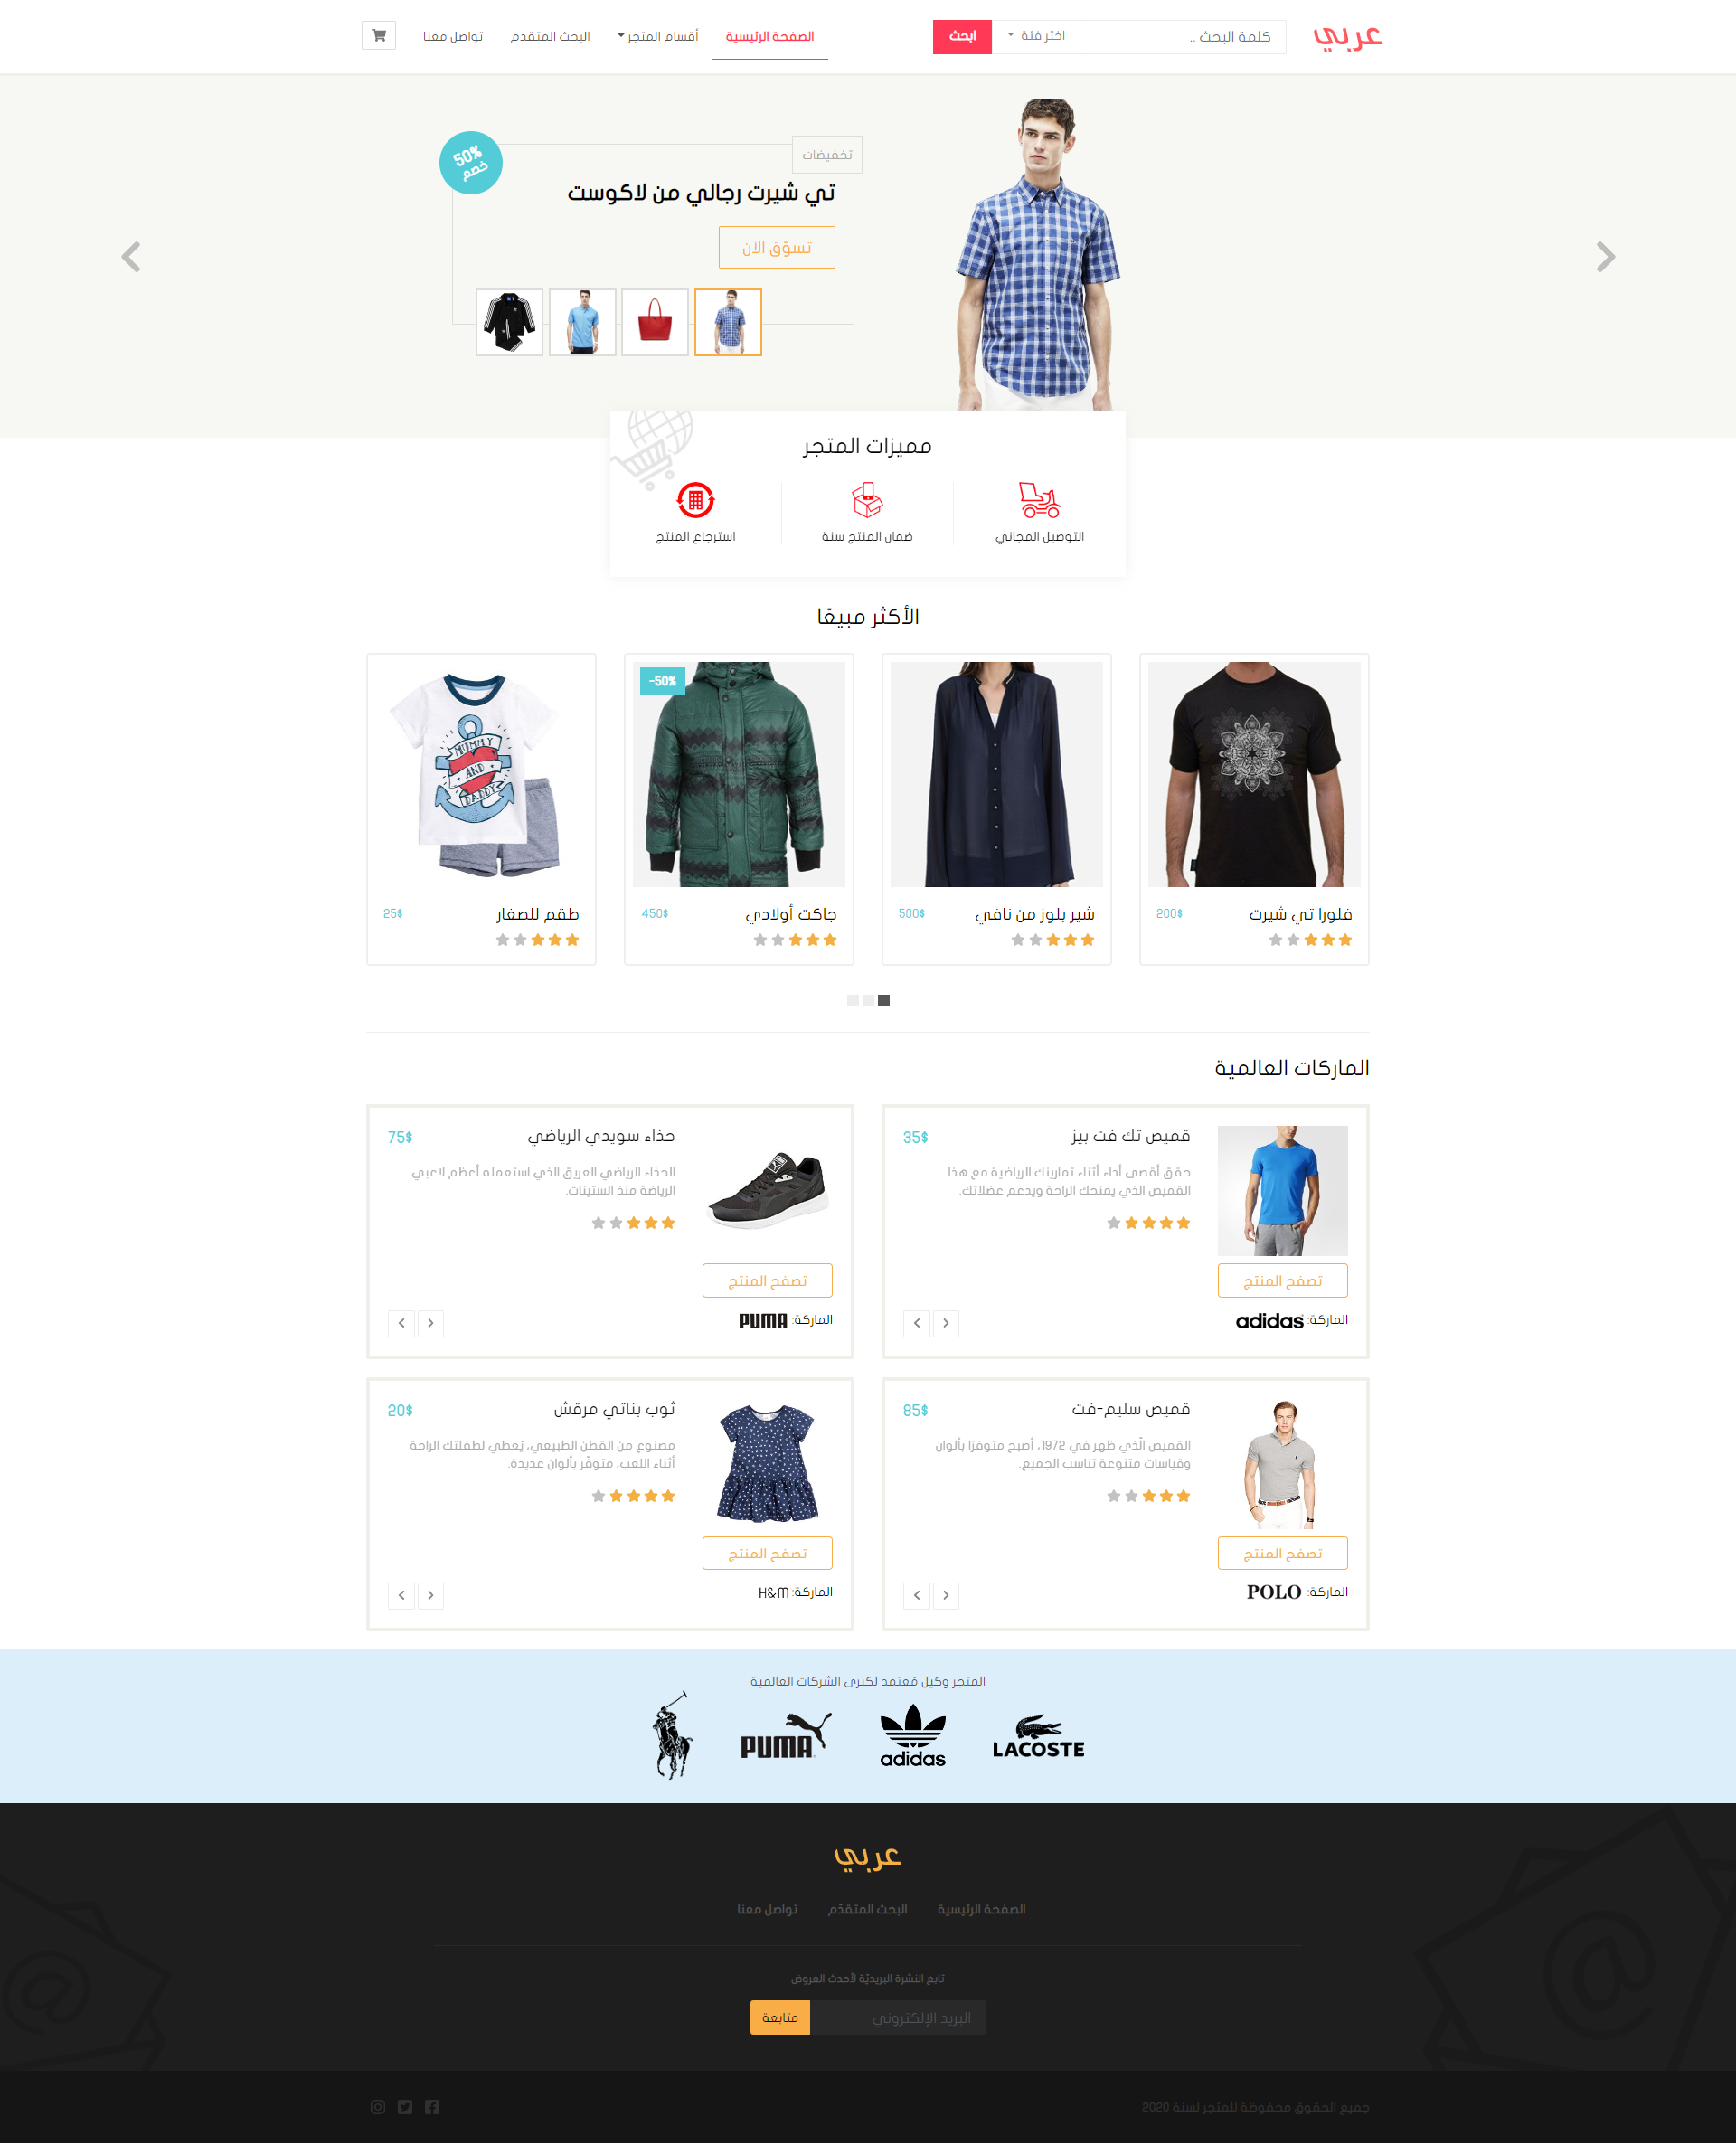 عربي
كلمة البحث ..
اختر فئة
ابحث
الصفحة الرئيسية
أقسام المتجر
البحث المتقدم
تواصل معنا
تخفيضات
50%
خصم
تي شيرت رجالي من لاكوست
تسوّق الآن
مميزات المتجر
التوصيل المجاني
ضمان المنتج سنة
استرجاع المنتج
الأكثر مبيعًا
-50%
MUMMY
AND
DADDY
فلورا تي شيرت
200$
شير بلوز من نافي
500$
جاكت أولادي
450$
طقم للصغار
25$
الماركات العالمية
قميص تك فت بيز
35$
حقق أقصى أداء أثناء تمارينك الرياضية مع هذا
القميص الذي يمنحك الراحة ويدعم عضلاتك.
تصفح المنتج
الماركة: adidas
حذاء سويدي الرياضي
75$
الحذاء الرياضي العريق الذي استعمله أعظم لاعبي
الرياضة منذ الستينات.
تصفح المنتج
الماركة: PUMA
قميص سليم-فت
85$
القميص الّذي ظهر في 1972، أصبح متوفرًا بألوان
وقياسات متنوعة تناسب الجميع.
تصفح المنتج
الماركة: POLO
ثوب بناتي مرقش
20$
مصنوع من القطن الطبيعي، يُعطي لطفلتك الراحة
أثناء اللعب، متوفّر بألوان عديدة.
تصفح المنتج
الماركة: H&M
المتجر وكيل مُعتمد لكبرى الشركات العالمية
LACOSTE
adidas
PUMA
عربي
الصفحة الرئيسية
البحث المتقدّم
تواصل معنا
تابع النشرة البريديّة لأحدث العروض
البريد الإلكتروني
متابعة
جميع الحقوق محفوظة للمتجر لسنة 2020